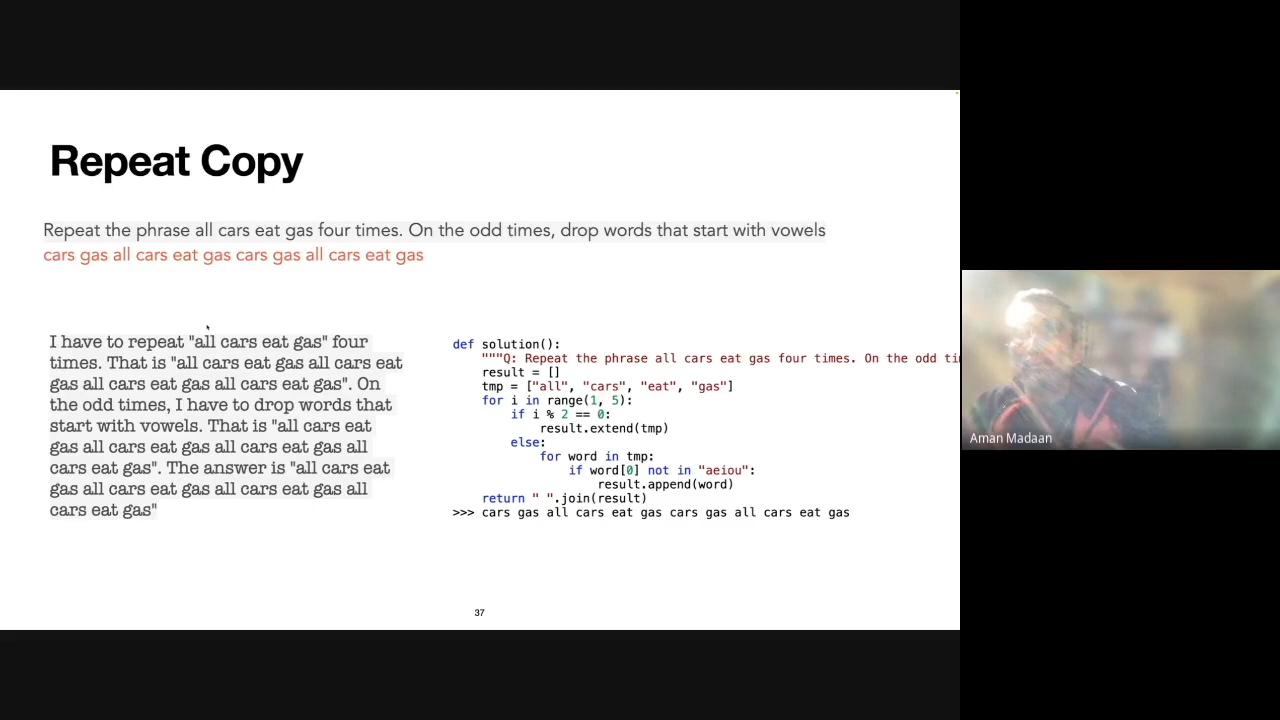 Repeat Copy
Repeat the phrase all cars eat gas four times. On the odd times, drop words that start with vowels
cars gas all cars eat gas cars gas all cars eat gas
I have to repeat "all cars eat gas" four
times. That is "all cars eat gas all cars eat
gas all cars eat gas all cars eat gas". On
the odd times, I have to drop words that
start with vowels. That is "all cars eat
gas all cars eat gas all cars eat gas all
cars eat gas". The answer is "all cars eat
gas all cars eat gas all cars eat gas all
cars eat gas"
def solution():
"""Q: Repeat the phrase all cars eat gas four times. On the odd ti
result = []
tmp = ["all", "cars", "eat", "gas"]
for i in range(1, 5):
if i % 2 == 0:
result.extend(tmp)
else:
for word in tmp:
if word[0] not in "aeiou":
result.append(word)
return " ".join(result)
>>> cars gas all cars eat gas cars gas all cars eat gas
37
Aman Madaan